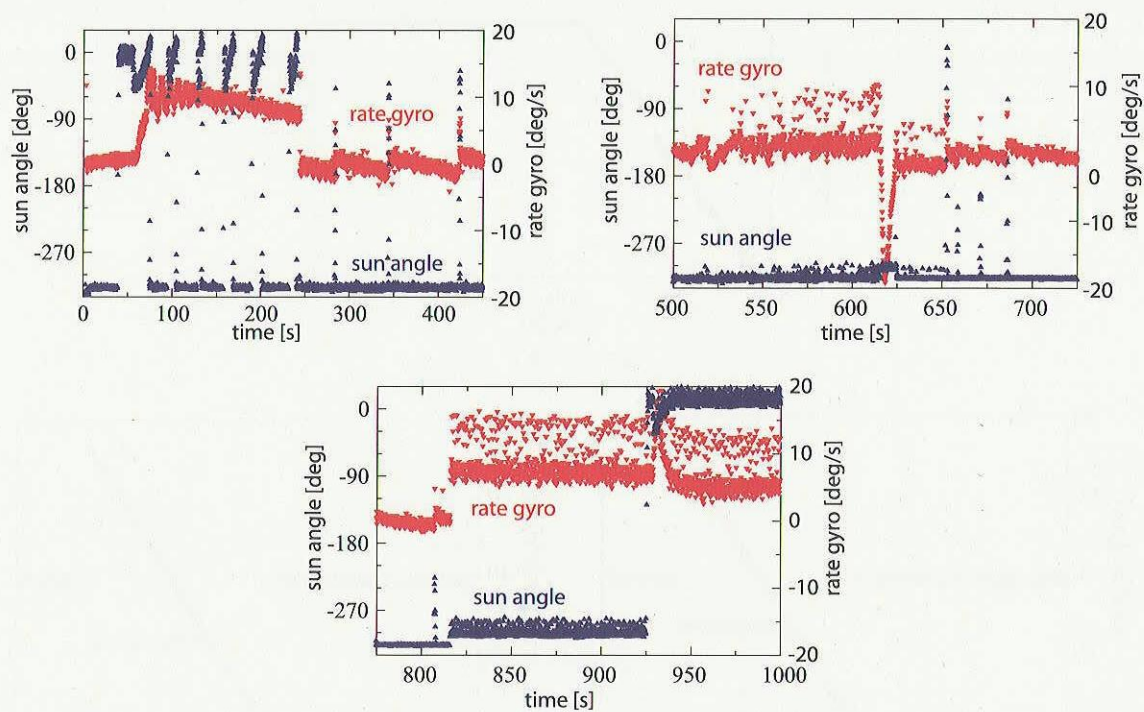 sun angle [deg]
0
-90
-180
-270
rate gyro
sun angle
20
10
0
-10
-20
rate gyro [deg/s]
0 100 200 300 400
time [s]
sun angle [deg]
0
-90
-180
-270
rate gyro
sun angle
20
10
0
-10
-20
rate gyro [deg/s]
500 550 600 650 700
time [s]
sun angle [deg]
0
-90
-180
-270
rate gyro
sun angle
20
10
0
-10
-20
rate gyro [deg/s]
800 850 900 950 1000
time [s]